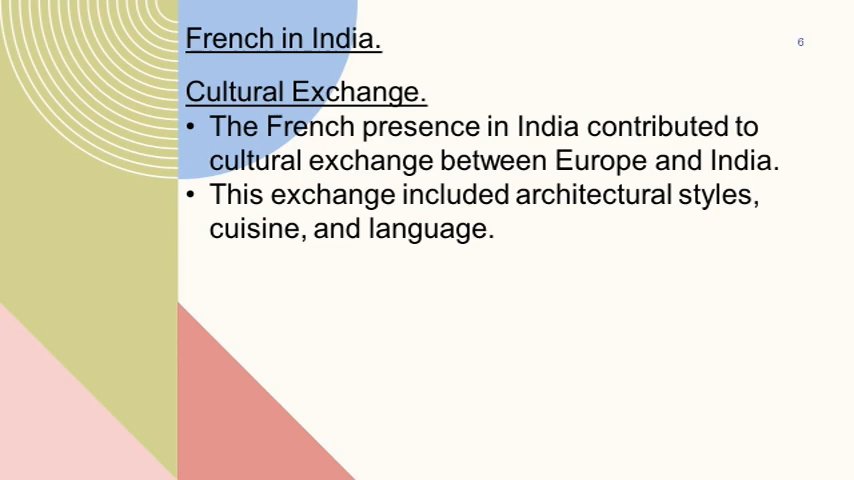 French in India.
6
Cultural Exchange.
• The French presence in India contributed to
cultural exchange between Europe and India.
• This exchange included architectural styles,
cuisine, and language.